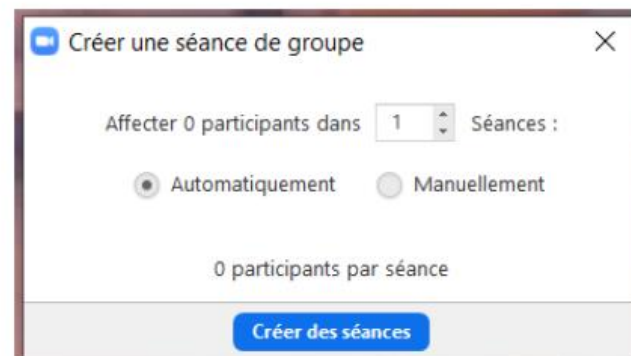 Créer une séance de groupe
Affecter 0 participants dans 1 Séances :
Automatiquement Manuellement
0 participants par séance
Créer des séances